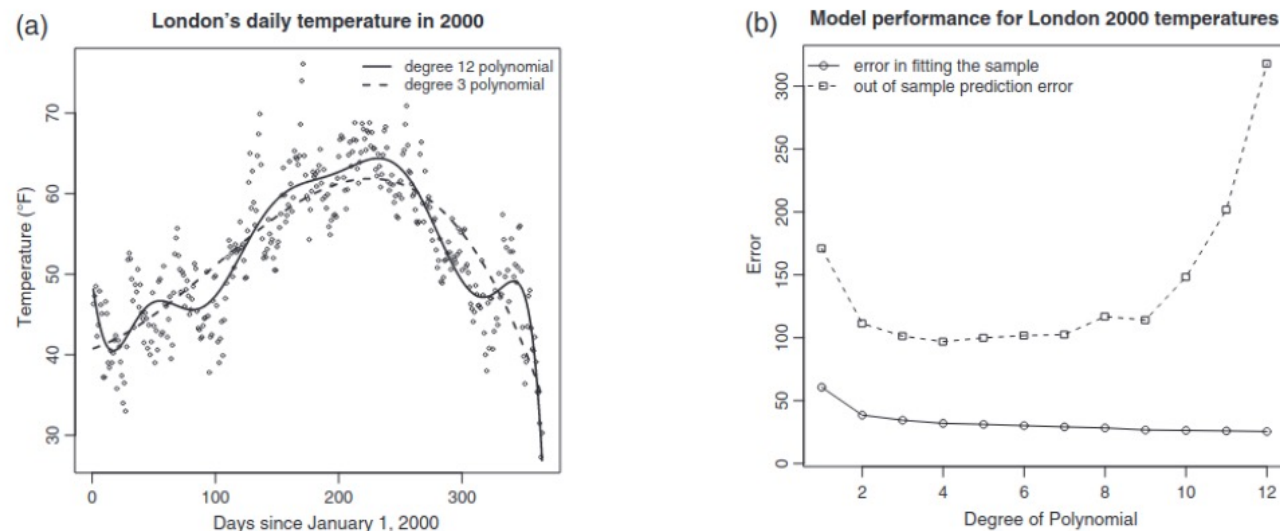 (a)
London's daily temperature in 2000
degree 12 polynomial
degree 3 polynomial
Temperature (°F)
70
60
50
40
30
0 100 200 300
Days since January 1, 2000
(b)
Model performance for London 2000 temperatures
error in fitting the sample
out of sample prediction error
Error
300
250
200
150
100
50
0
2 4 6 8 10 12
Degree of Polynomial